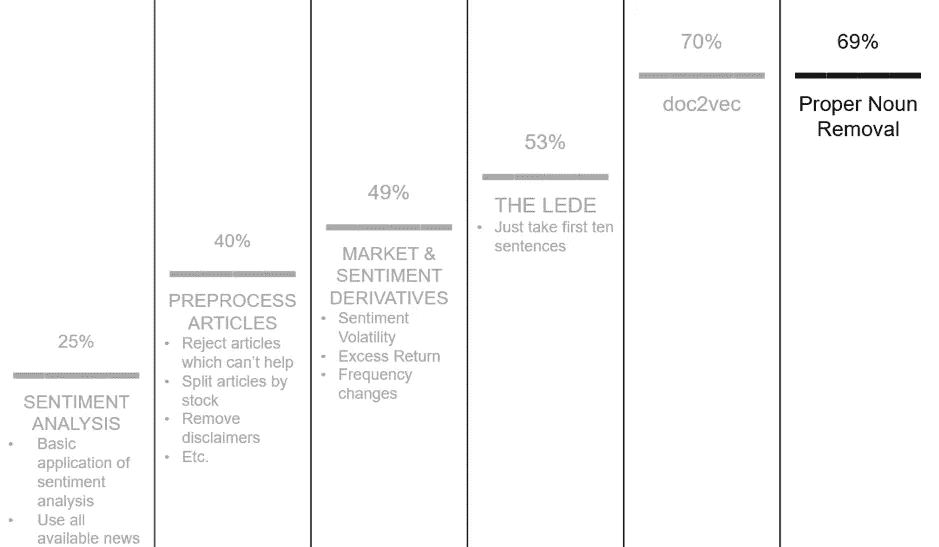 25%
SENTIMENT
ANALYSIS
• Basic
application of
sentiment
analysis
• Use all
available news
40%
PREPROCESS
ARTICLES
• Reject articles
which can’t help
• Split articles by
stock
• Remove
disclaimers
• Etc.
49%
MARKET &
SENTIMENT
DERIVATIVES
• Sentiment
Volatility
• Excess Return
• Frequency
changes
53%
THE LEDE
• Just take first ten
sentences
70%
doc2vec
69%
Proper Noun
Removal